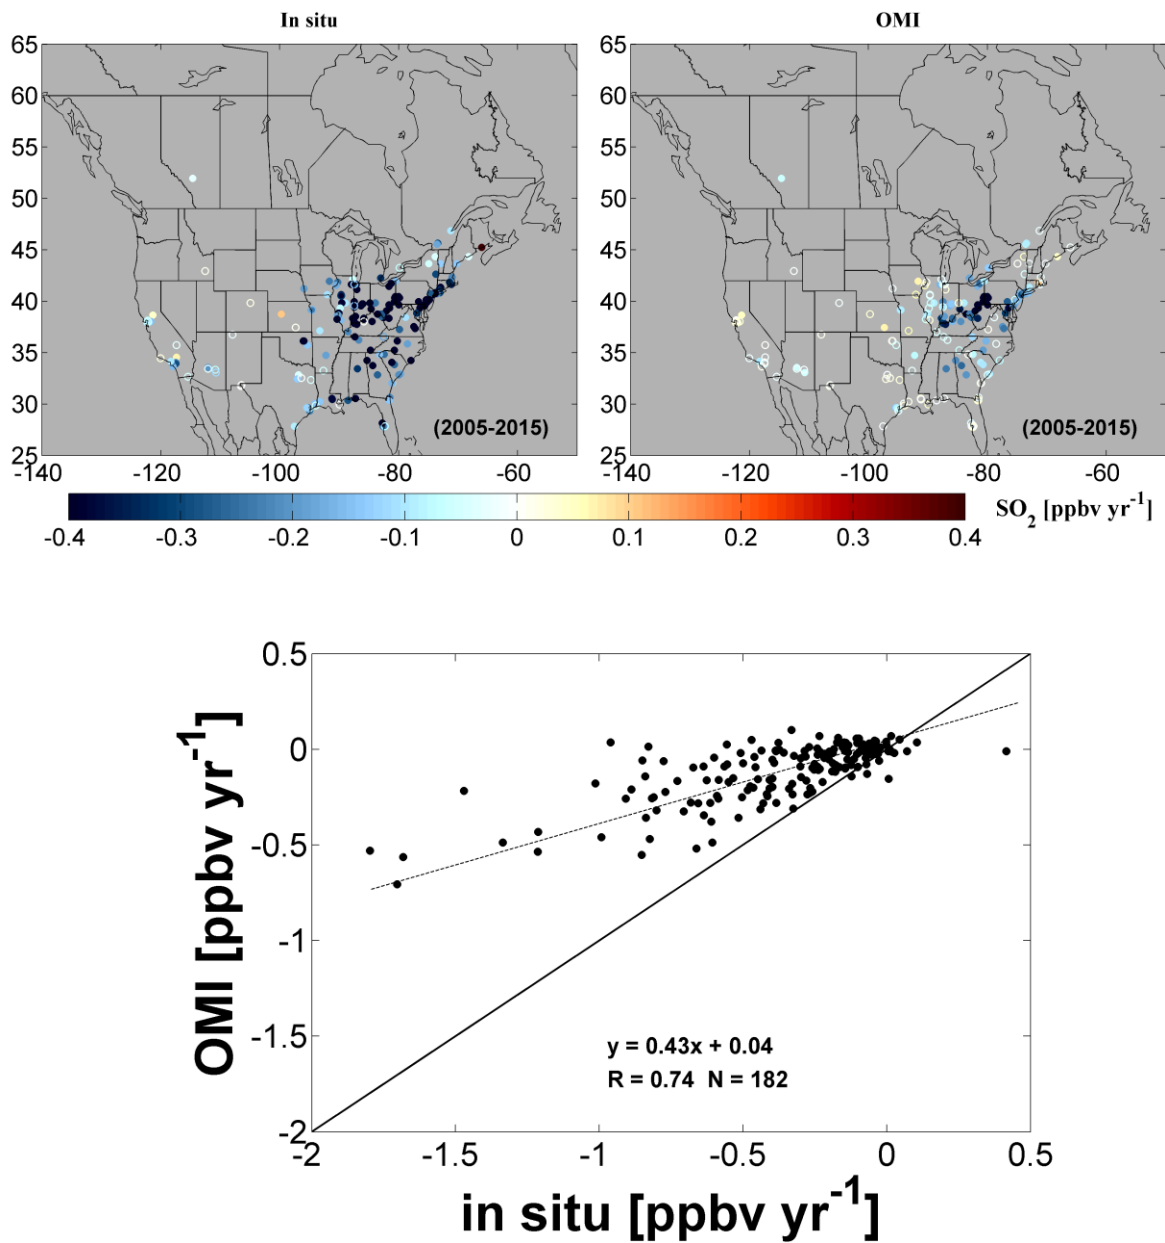 In situ OMI
65 65
60 60
55 55
50 50
45 45
40 40
35 35
30 30
(2005-2015) (2005-2015)
25 25
-140 -120 -100 -80 -60 -140 -120 -100 -80 -60
SO2 [ppbv yr-1]
-0.4 -0.3 -0.2 -0.1 0 0.1 0.2 0.3 0.4
0.5
0
-0.5
-1
-1.5
-2
OMI [ppbv yr-1]
y = 0.43x + 0.04
R = 0.74 N = 182
-2 -1.5 -1 -0.5 0 0.5
in situ [ppbv yr-1]